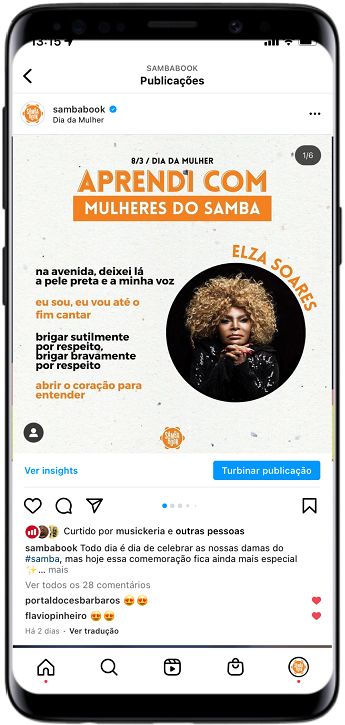 13:15
SAMBABOOK
Publicações
sambabook
Dia da Mulher
1/6
8/3 / DIA DA MULHER
APRENDI COM
MULHERES DO SAMBA
ELZA SOARES
na avenida, deixei lá
a pele preta e a minha voz
eu sou, eu vou até o
fim cantar
brigar sutilmente
por respeito,
brigar bravamente
por respeito
abrir o coração para
entender
SAMBA
BOOK
Ver insights
Turbinar publicação
Curtido por musickeria e outras pessoas
sambabook Todo dia é dia de celebrar as nossas damas do
#samba, mas hoje essa comemoração fica ainda mais especial
✨... mais
Ver todos os 28 comentários
portaldocesbarbaros 😍😍
flaviopinheiro 😍😍
Há 2 dias · Ver tradução